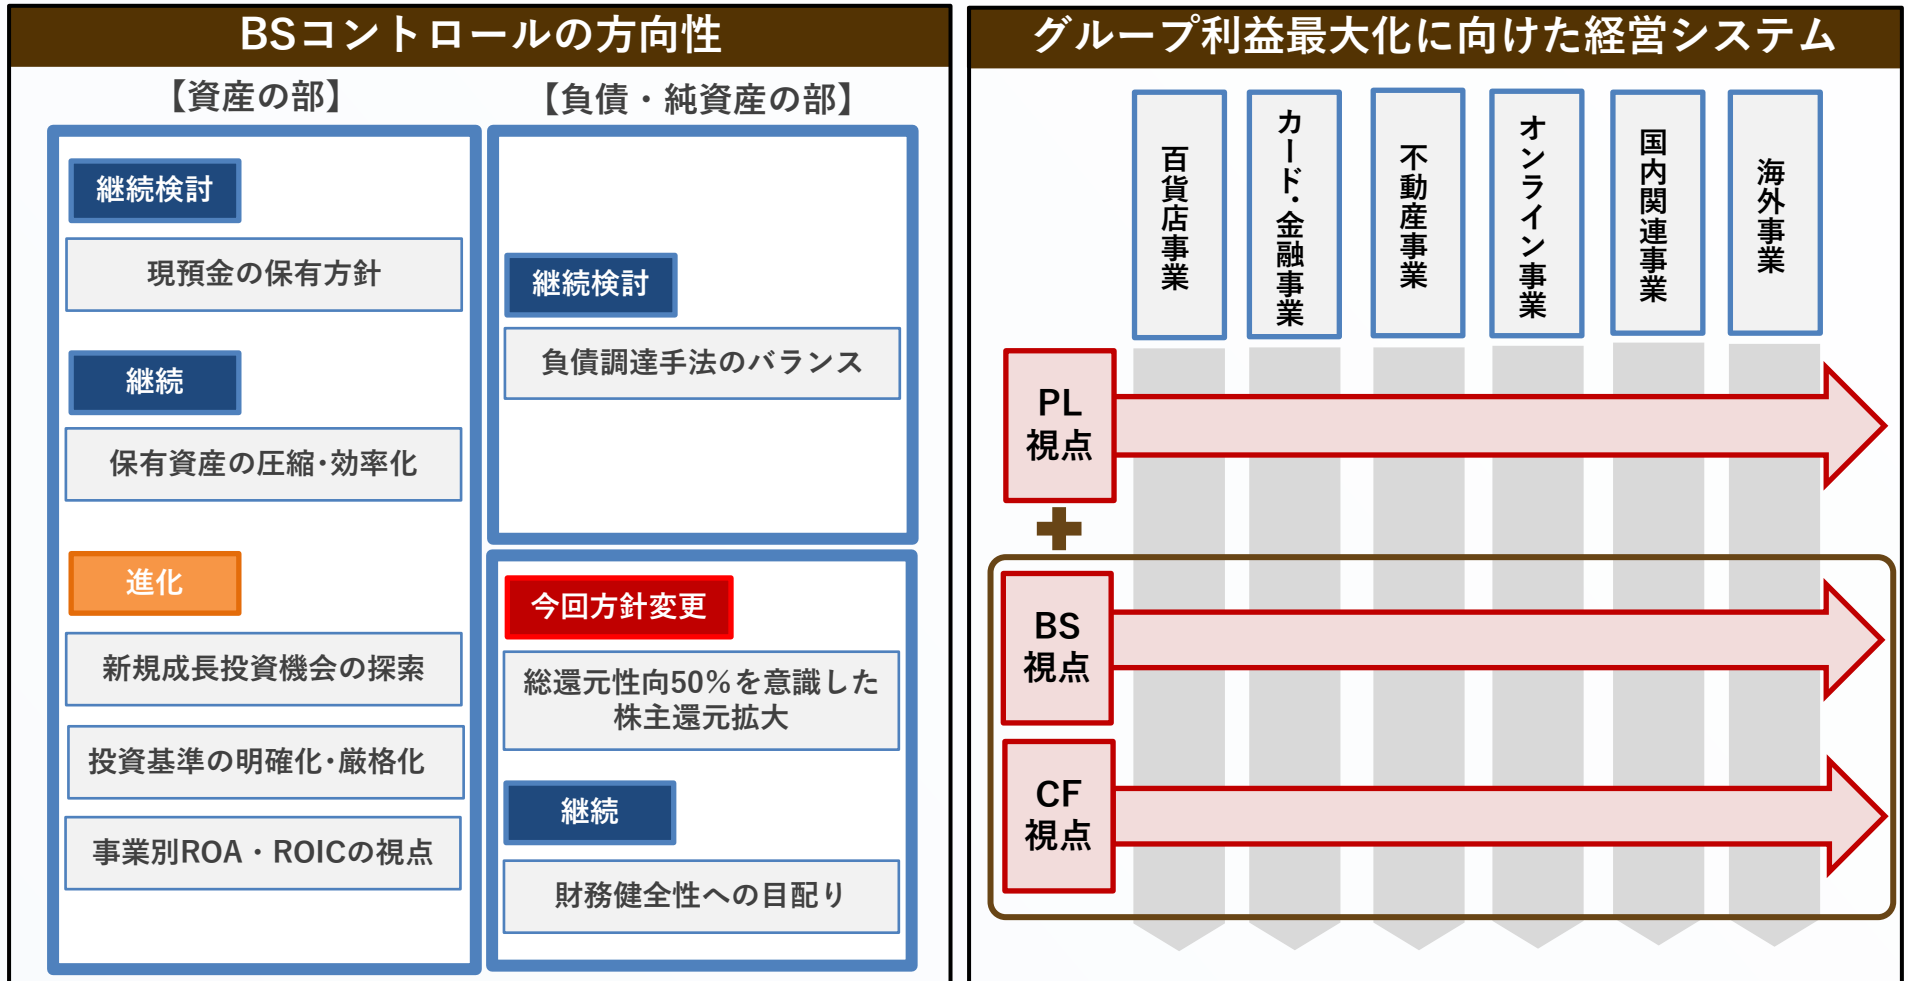 BSコントロールの方向性
【資産の部】
継続検討
現預金の保有方針
継続
保有資産の圧縮・効率化
進化
新規成長投資機会の探索
投資基準の明確化・厳格化
事業別ROA・ROICの視点
【負債・純資産の部】
継続検討
負債調達手法のバランス
今回方針変更
総還元性向50%を意識した
株主還元拡大
継続
財務健全性への目配り
グループ利益最大化に向けた経営システム
百貨店事業
カード・金融事業
不動産事業
オンライン事業
国内関連事業
海外事業
PL
視点
BS
視点
CF
視点